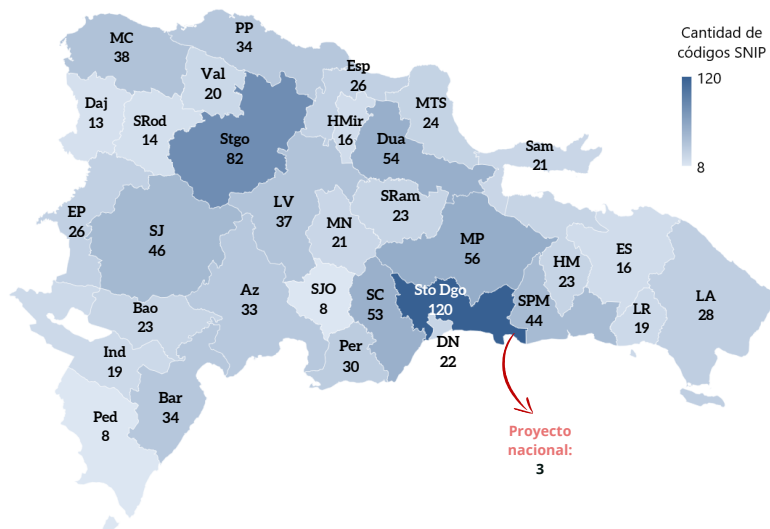 PP
34
MC
38
Cantidad de
códigos SNIP
120
8
Val
20
Esp
26
Daj
13
SRod
14
MTS
24
HMir
16
Stgo
82
Dua
54
Sam
21
EP
26
LV
37
SRam
23
SJ
46
MN
21
MP
56
ES
16
HM
23
Az
33
SJO
8
SC
53
Sto Dgo
120
SPM
44
LA
28
Bao
23
LR
19
DN
22
Per
30
Ind
19
Bar
34
Ped
8
Proyecto
nacional:
3